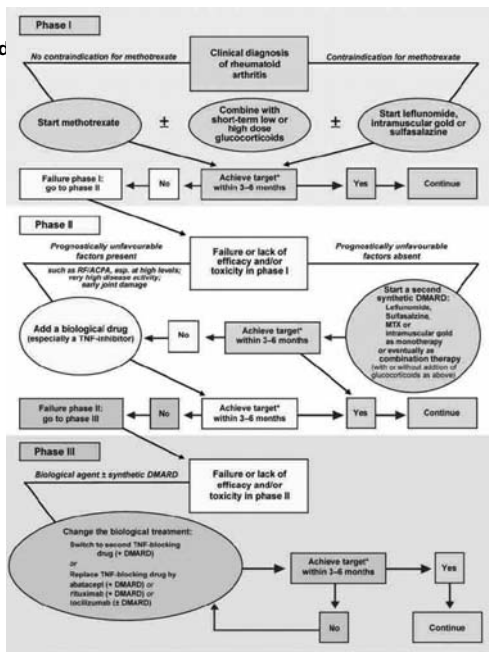 d
Phase I
No contraindication for methotrexate
Clinical diagnosis
of rheumatoid
arthritis
Contraindication for methotrexate
Start methotrexate
±
Combine with
short-term low or
high dose
glucocorticoids
±
Start leflunomide,
intramuscular gold or
sulfasalazine
Failure phase I:
go to phase II
No
Achieve target*
within 3–6 months
Yes
Continue
Phase II
Prognostically unfavourable
factors present
such as RF/ACPA, esp. at high levels;
very high disease activity;
early joint damage
Failure or lack of
efficacy and/or
toxicity in phase I
Prognostically unfavourable
factors absent
Add a biological drug
(especially a TNF-inhibitor)
No
Achieve target*
within 3–6 months
Start a second
synthetic DMARD:
Leflunomide,
Sulfasalzine,
MTX or
intramuscular gold
as monotherapy
or eventually as
combination therapy
(with or without addition of
glucocorticoids as above)
Failure phase II:
go to phase III
No
Achieve target*
within 3–6 months
Yes
Continue
Phase III
Biological agent ± synthetic DMARD
Failure or lack of
efficacy and/or
toxicity in phase II
Change the biological treatment:
Switch to second TNF-blocking
drug (+ DMARD)
or
Replace TNF-blocking drug by
abatacept (+ DMARD) or
rituximab (+ DMARD) or
tocilizumab (± DMARD)
Achieve target*
within 3–6 months
Yes
No
Continue